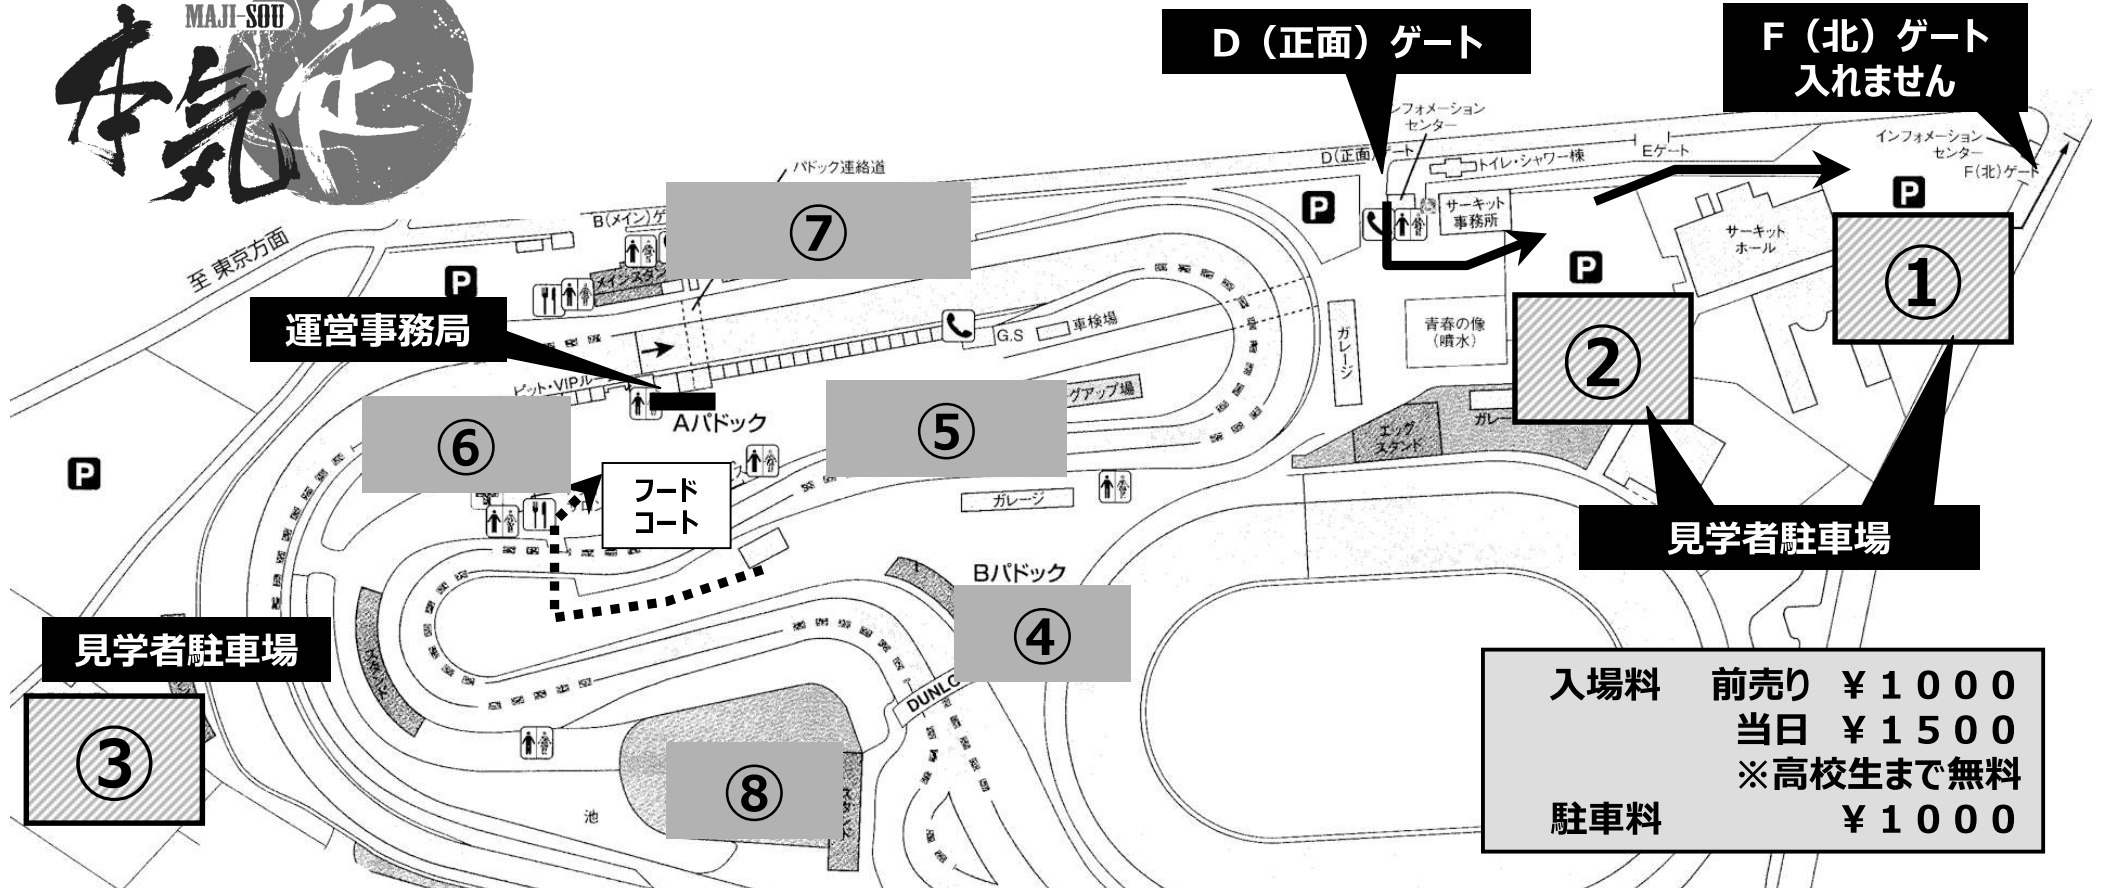 MAJI-SOU
本気
走
D（正面）ゲート
F（北）ゲート
入れません
ンフォメーション
センター
インフォメーション
センター
F(北)ゲート
D(正面)ゲート
トイレ・シャワー棟
Eゲート
パドック連絡道
P
P
サーキット
事務所
サーキット
ホール
⑦
B(メイン)ゲ
至 東京方面
P
メインスタン
P
①
運営事務局
G.S
車検場
ガレージ
青春の像
(噴水)
②
ピット・VIPル
Aパドック
グアップ場
エッグ
スタンド
ガレー
⑥
⑤
P
フード
コート
ガレージ
見学者駐車場
Bパドック
④
見学者駐車場
DUNLO
③
⑧
池
入場料 前売り ￥１０００
当日 ￥１５００
※高校生まで無料
駐車料 ￥１０００